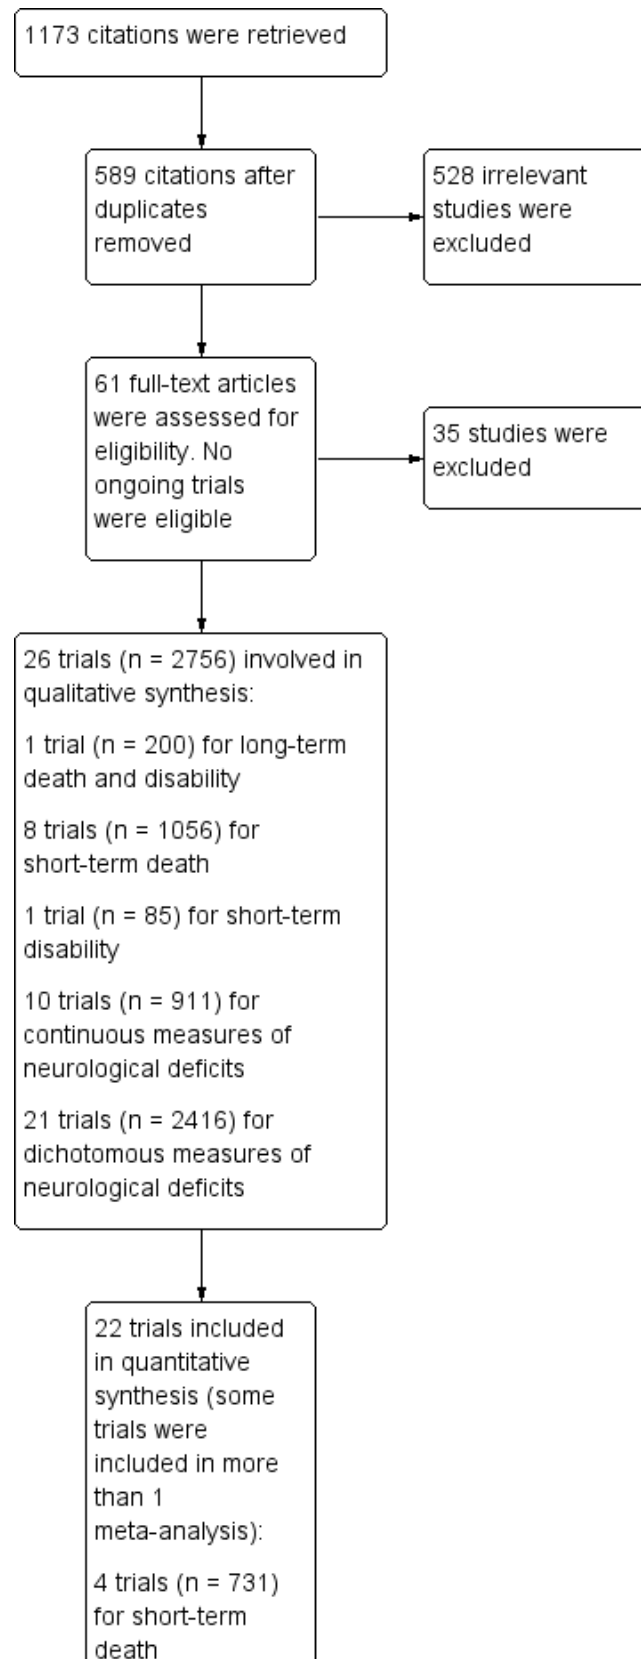 1173 citations were retrieved
589 citations after
duplicates
removed
528 irrelevant
studies were
excluded
61 full-text articles
were assessed for
eligibility. No
ongoing trials
were eligible
35 studies were
excluded
26 trials (n = 2756) involved in
qualitative synthesis:
1 trial (n = 200) for long-term
death and disability
8 trials (n = 1056) for
short-term death
1 trial (n = 85) for short-term
disability
10 trials (n = 911) for
continuous measures of
neurological deficits
21 trials (n = 2416) for
dichotomous measures of
neurological deficits
22 trials included
in quantitative
synthesis (some
trials were
included in more
than 1
meta-analysis):
4 trials (n = 731)
for short-term
death